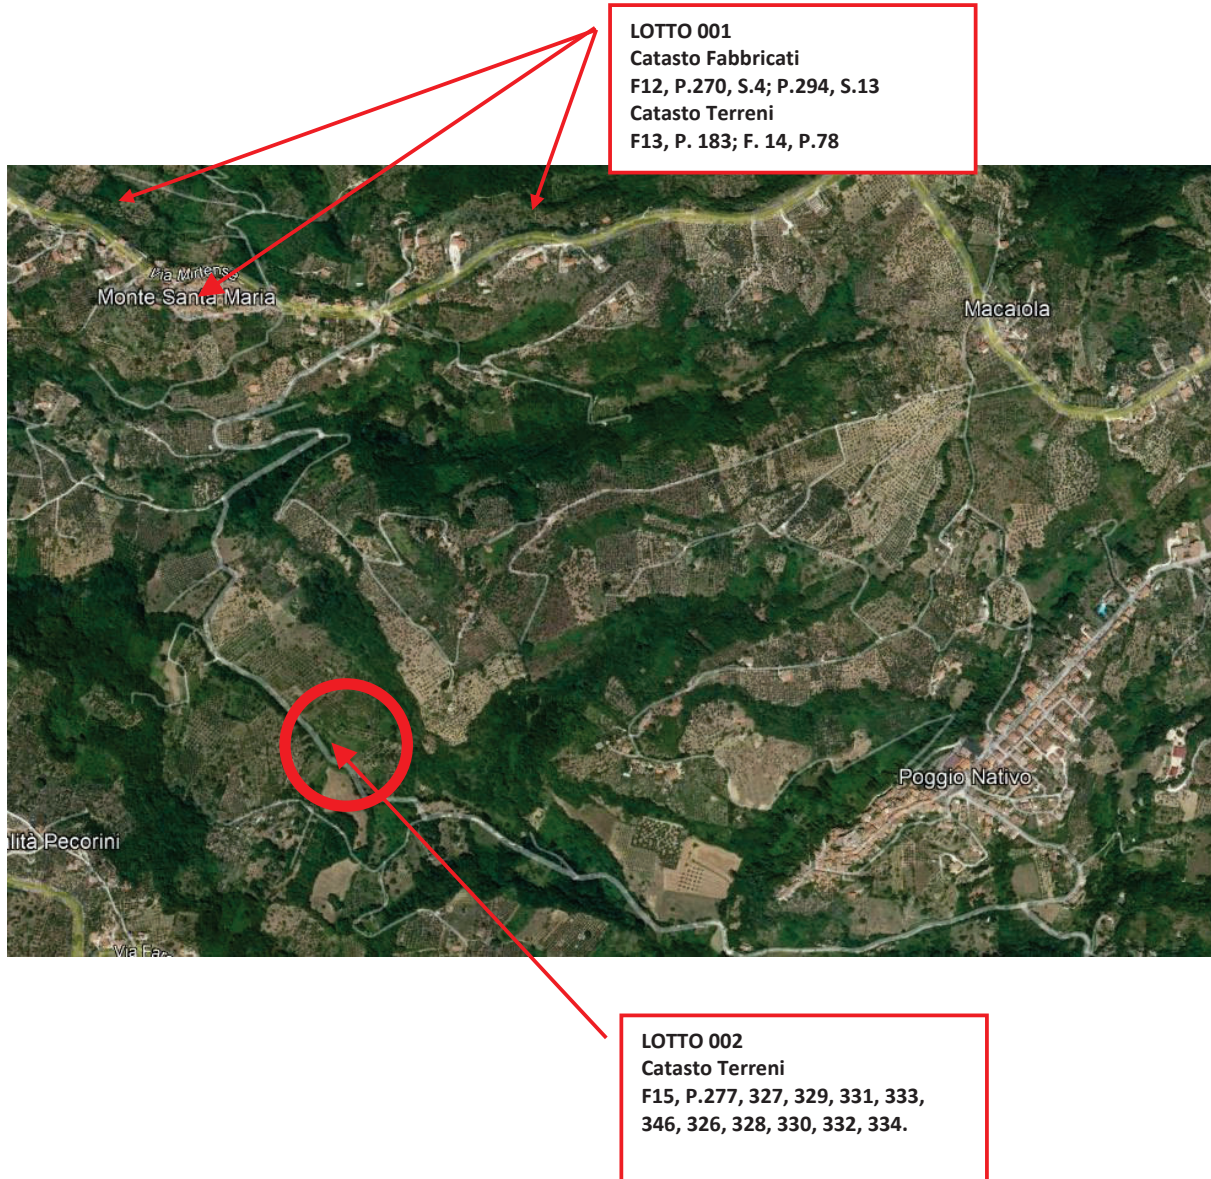 LOTTO 001
Catasto Fabbricati
F12, P.270, S.4; P.294, S.13
Catasto Terreni
F13, P. 183; F. 14, P.78
Via Mirtense
Monte Santa Maria
Macaiola
Poggio Nativo
lità Pecorini
Via Far
LOTTO 002
Catasto Terreni
F15, P.277, 327, 329, 331, 333,
346, 326, 328, 330, 332, 334.